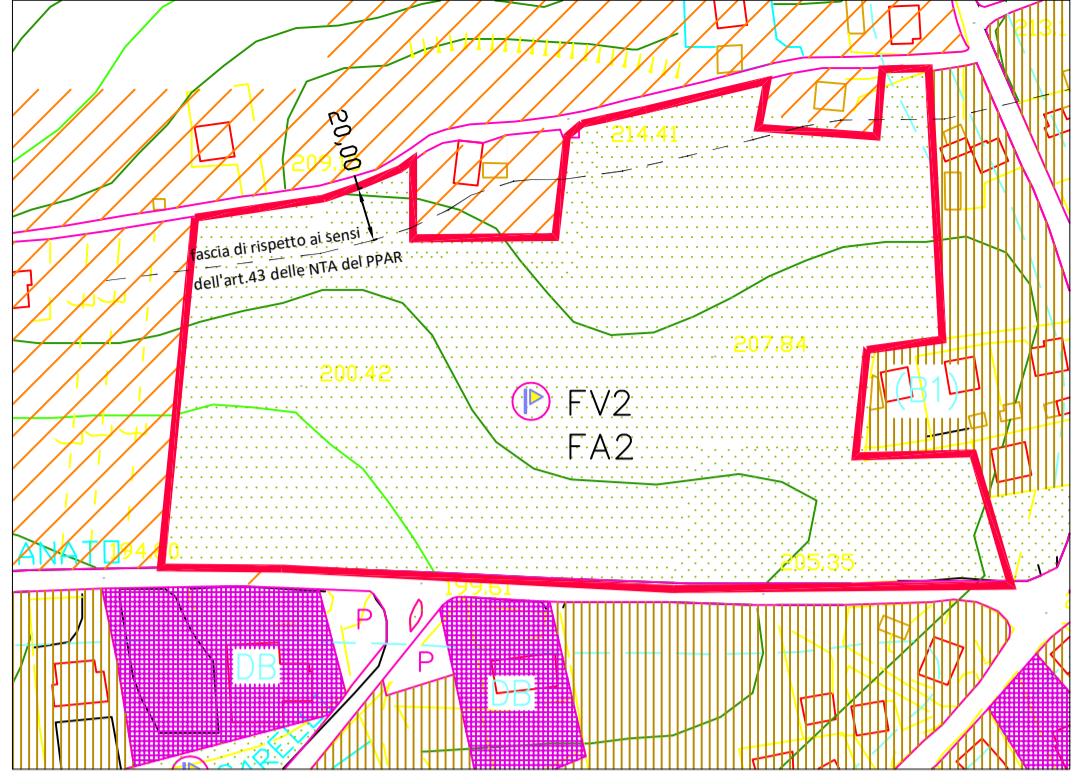 214.41
20,00
fascia di rispetto ai sensi
dell'art.43 delle NTA del PPAR
207.84
200.42
(B1)
FV2
FA2
ANATO
205.35
199.61
P
P
DB
DB